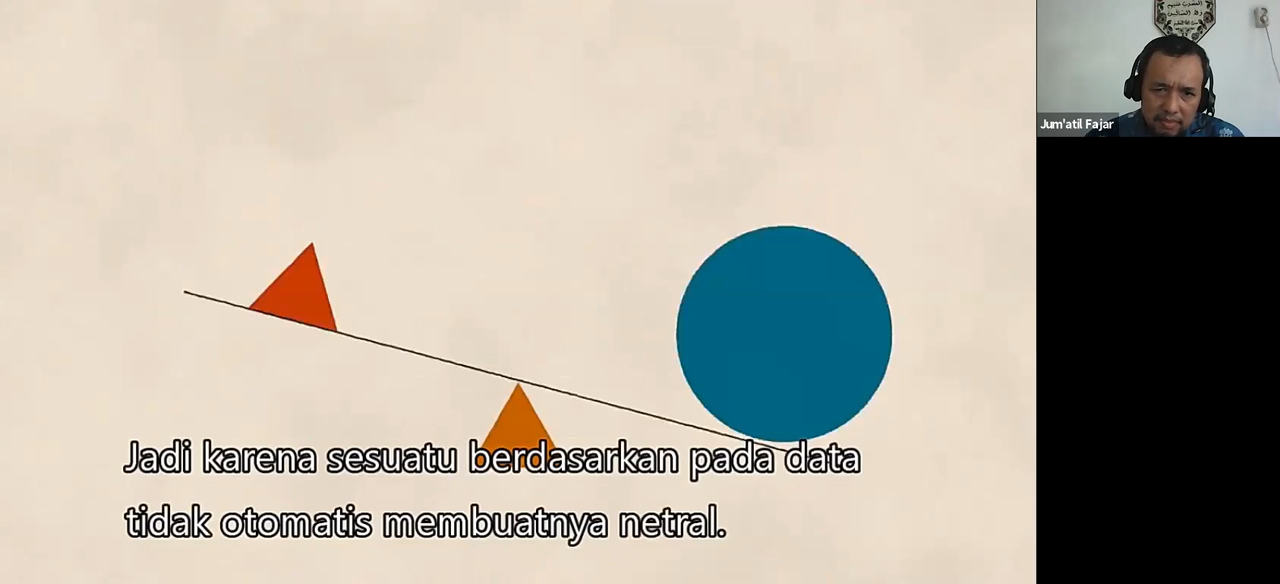 Jadi karena sesuatu berdasarkan pada data
tidak otomatis membuatnya netral.
Jum'atil Fajar